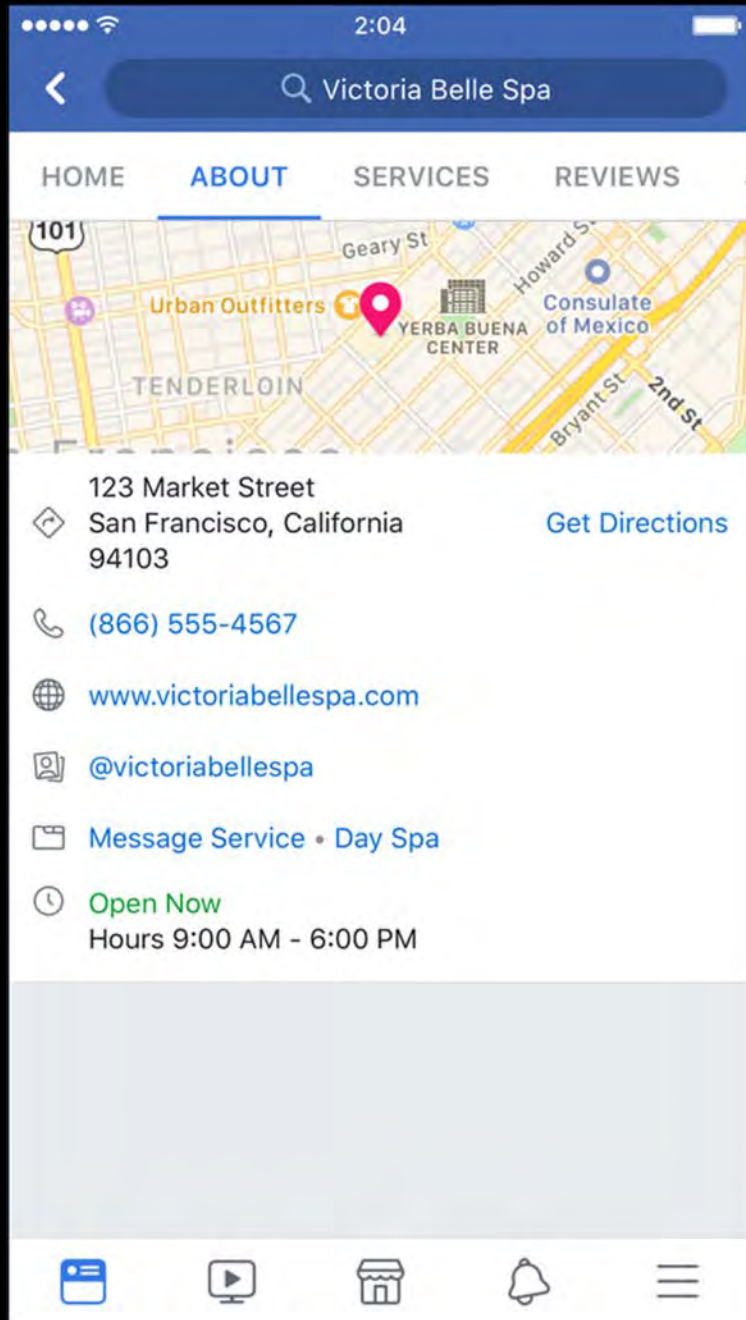 2:04
Victoria Belle Spa
HOME ABOUT SERVICES REVIEWS
101
Geary St
Howard St
Urban Outfitters
Consulate
of Mexico
YERBA BUENA
CENTER
TENDERLOIN
Bryant St
2nd St
123 Market Street
San Francisco, California
94103
Get Directions
(866) 555-4567
www.victoriabellespa.com
@victoriabellespa
Message Service • Day Spa
Open Now
Hours 9:00 AM - 6:00 PM